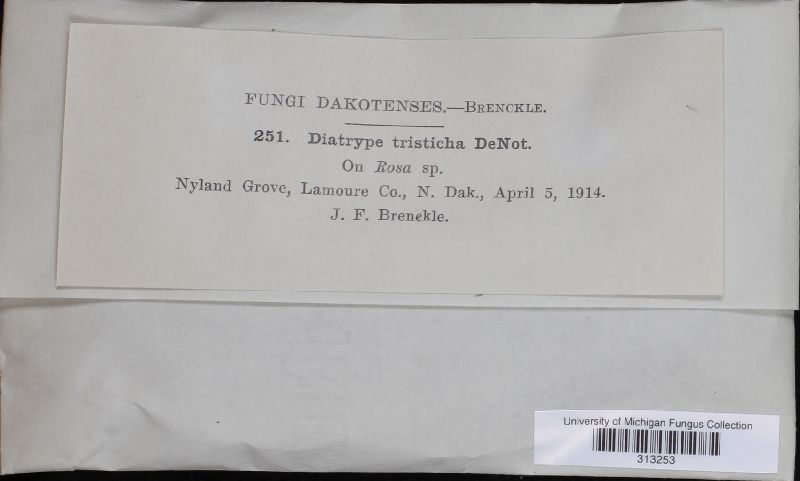 FUNGI DAKOTENSES.—BRENCKLE.
251. Diatrype tristicha DeNot.
On Rosa sp.
Nyland Grove, Lamoure Co., N. Dak., April 5, 1914.
J. F. Brenckle.
University of Michigan Fungus Collection
313253